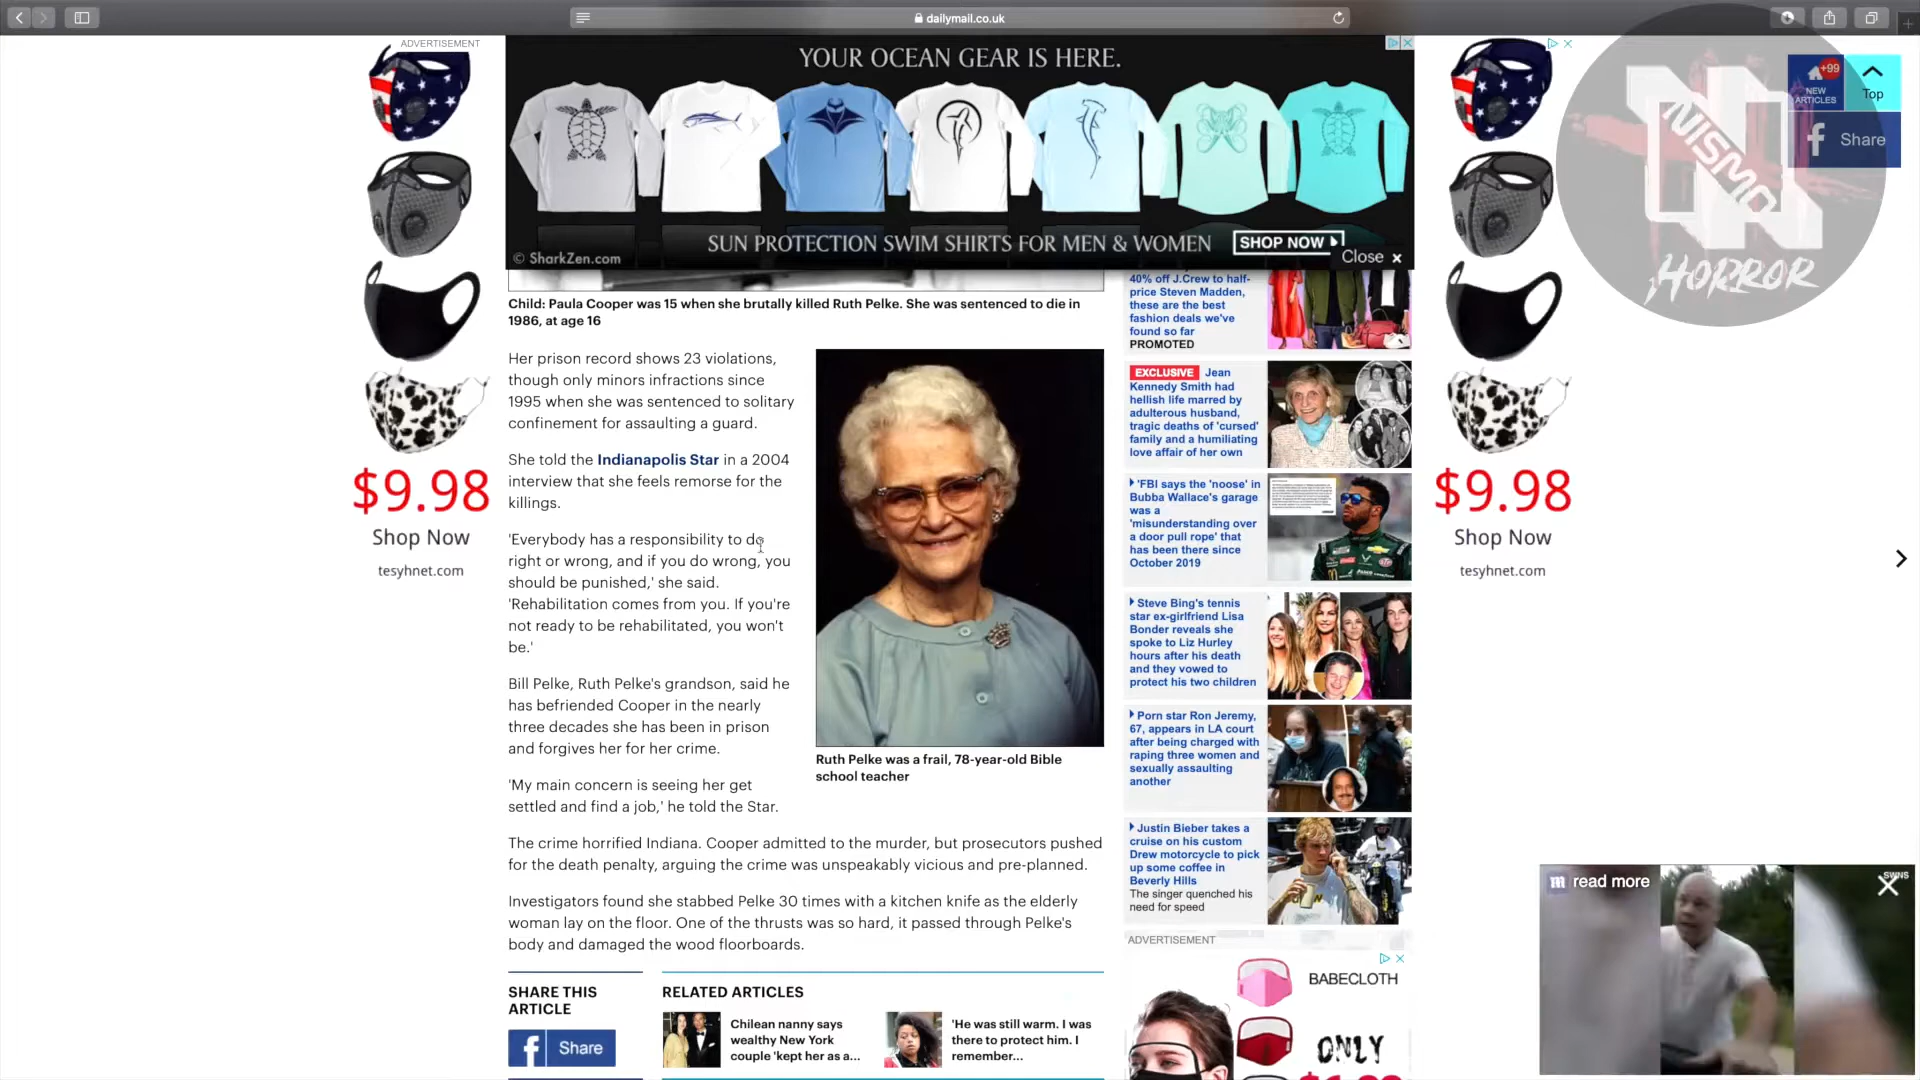 dailymail.co.uk
ADVERTISEMENT
$9.98
Shop Now
tesyhnet.com
YOUR OCEAN GEAR IS HERE.
SUN PROTECTION SWIM SHIRTS FOR MEN & WOMEN
SHOP NOW
© SharkZen.com
Close ×
Child: Paula Cooper was 15 when she brutally killed Ruth Pelke. She was sentenced to die in
1986, at age 16
Her prison record shows 23 violations,
though only minors infractions since
1995 when she was sentenced to solitary
confinement for assaulting a guard.
She told the Indianapolis Star in a 2004
interview that she feels remorse for the
killings.
'Everybody has a responsibility to do
right or wrong, and if you do wrong, you
should be punished,' she said.
'Rehabilitation comes from you. If you're
not ready to be rehabilitated, you won't
be.'
Bill Pelke, Ruth Pelke's grandson, said he
has befriended Cooper in the nearly
three decades she has been in prison
and forgives her for her crime.
'My main concern is seeing her get
settled and find a job,' he told the Star.
Ruth Pelke was a frail, 78-year-old Bible
school teacher
The crime horrified Indiana. Cooper admitted to the murder, but prosecutors pushed
for the death penalty, arguing the crime was unspeakably vicious and pre-planned.
Investigators found she stabbed Pelke 30 times with a kitchen knife as the elderly
woman lay on the floor. One of the thrusts was so hard, it passed through Pelke's
body and damaged the wood floorboards.
SHARE THIS
ARTICLE
Share
RELATED ARTICLES
Chilean nanny says
wealthy New York
couple 'kept her as a...
'He was still warm. I was
there to protect him. I
remember...
40% off J.Crew to half-
price Steven Madden,
these are the best
fashion deals we've
found so far
PROMOTED
EXCLUSIVE Jean
Kennedy Smith had
hellish life marred by
adulterous husband,
tragic deaths of 'cursed'
family and a humiliating
love affair of her own
'FBI says the 'noose' in
Bubba Wallace's garage
was a
'misunderstanding over
a door pull rope' that
has been there since
October 2019
Steve Bing's tennis
star ex-girlfriend Lisa
Bonder reveals she
spoke to Liz Hurley
hours after his death
and they vowed to
protect his two children
Porn star Ron Jeremy,
67, appears in LA court
after being charged with
raping three women and
sexually assaulting
another
Justin Bieber takes a
cruise on his custom
Drew motorcycle to pick
up some coffee in
Beverly Hills
The singer quenched his
need for speed
ADVERTISEMENT
BABECLOTH
ONLY
$9.98
Shop Now
tesyhnet.com
+99
NEW
ARTICLES
Top
Share
NISMO
HORROR
read more
SWNS